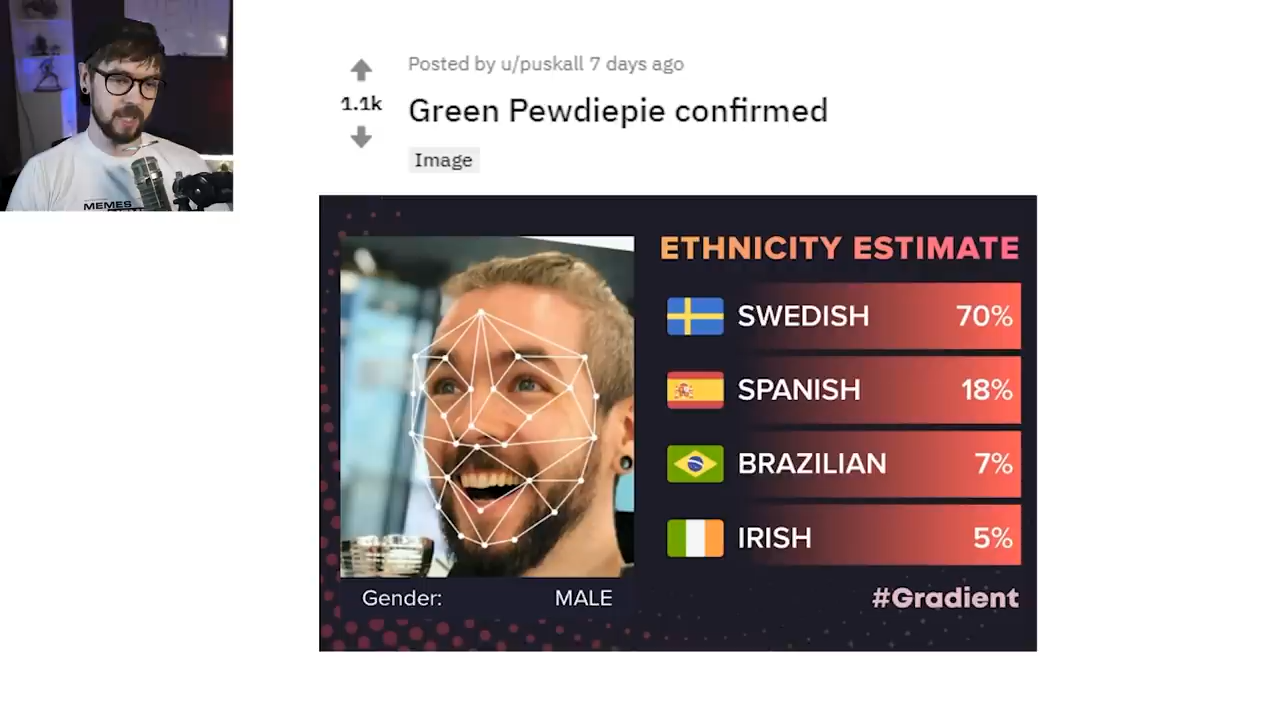 Posted by u/puskall 7 days ago
1.1k
Green Pewdiepie confirmed
Image
MEMES
ETHNICITY ESTIMATE
SWEDISH 70%
SPANISH 18%
BRAZILIAN 7%
IRISH 5%
Gender: MALE
#Gradient